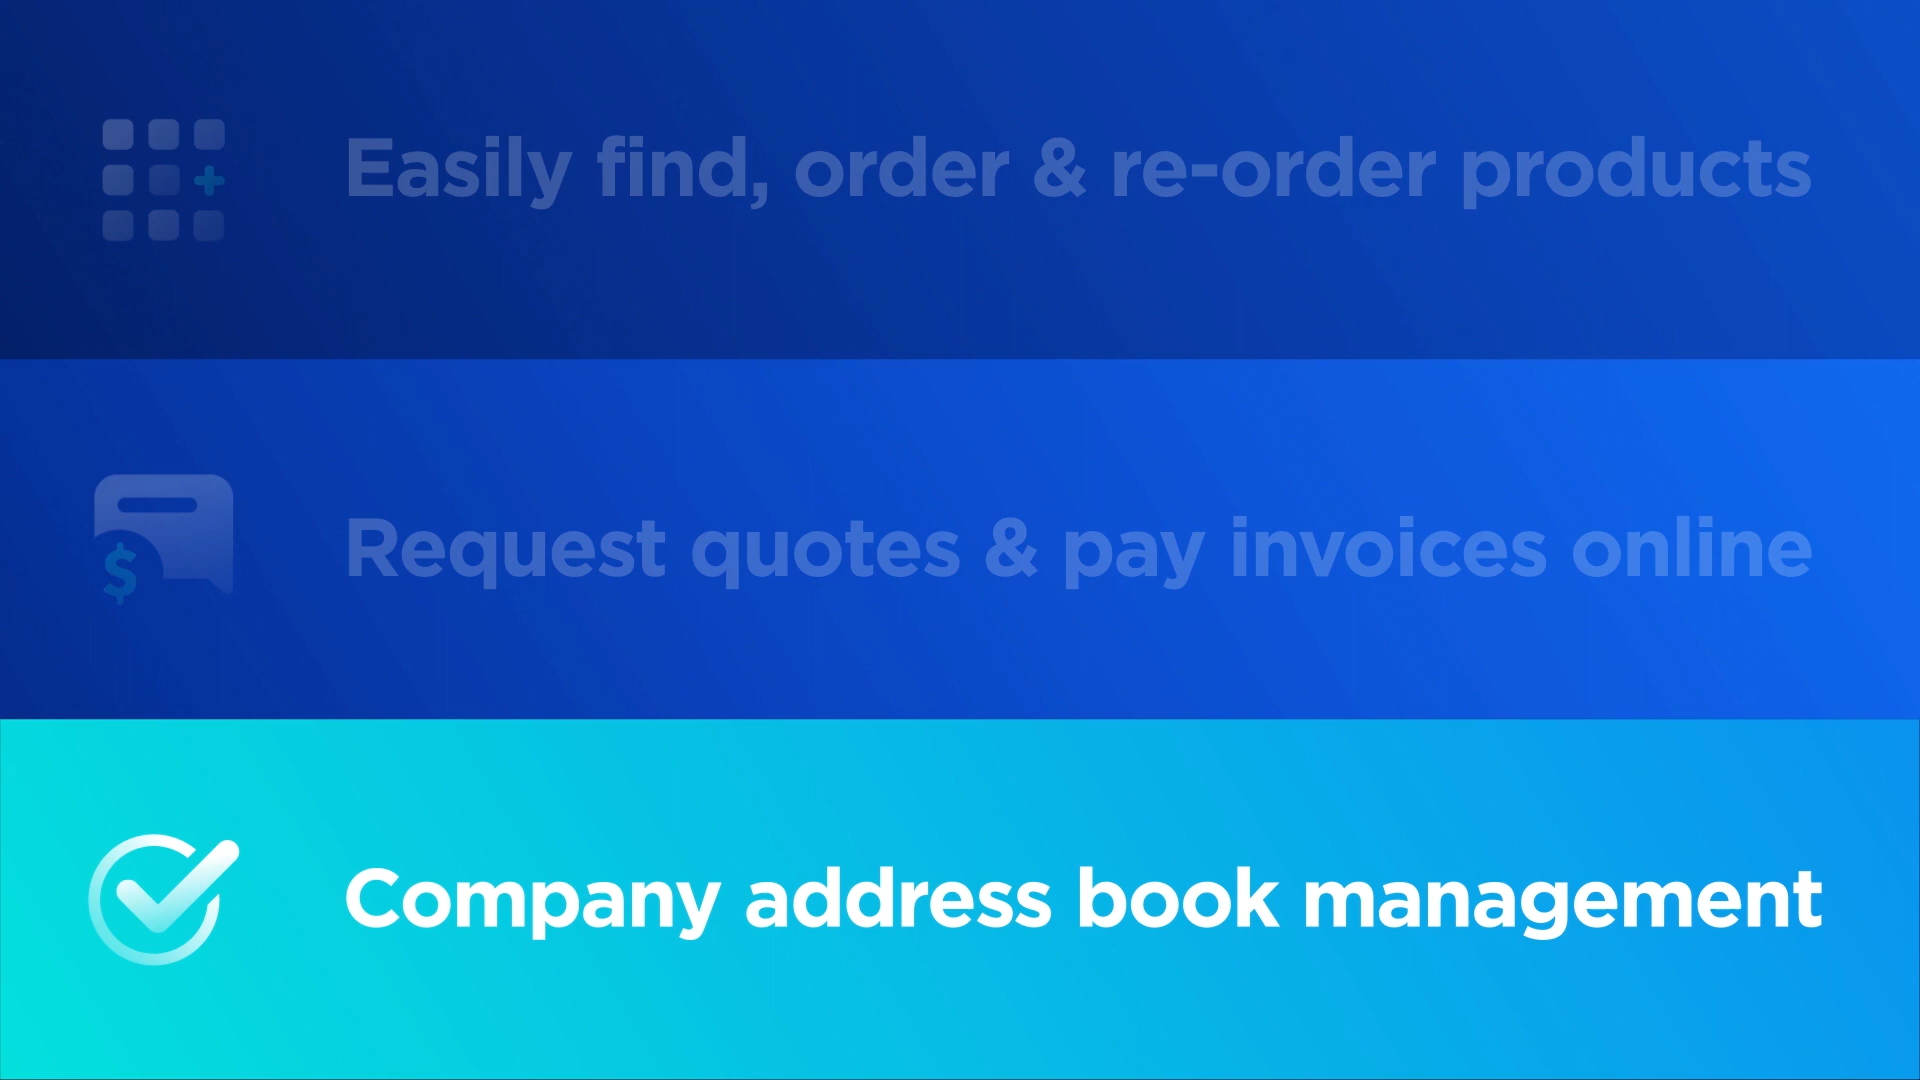 Easily find, order & re-order products
$
Request quotes & pay invoices online
Company address book management